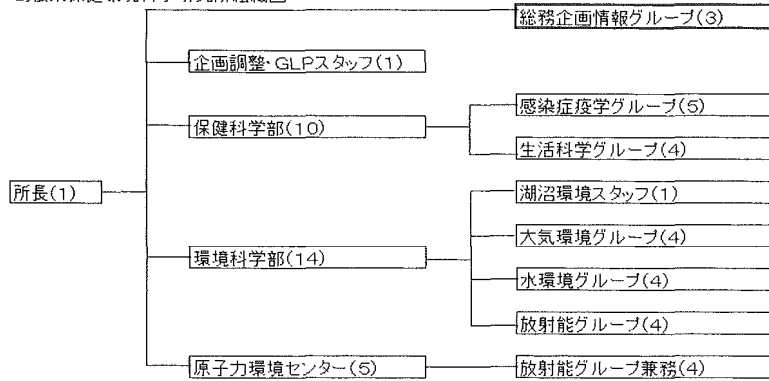 総務企画情報グループ(3)
企画調整・GLPスタッフ(1)
保健科学部(10)
感染症疫学グループ(5)
生活科学グループ(4)
所長(1)
環境科学部(14)
湖沼環境スタッフ(1)
大気環境グループ(4)
水環境グループ(4)
放射能グループ(4)
原子力環境センター(5)
放射能グループ兼務(4)